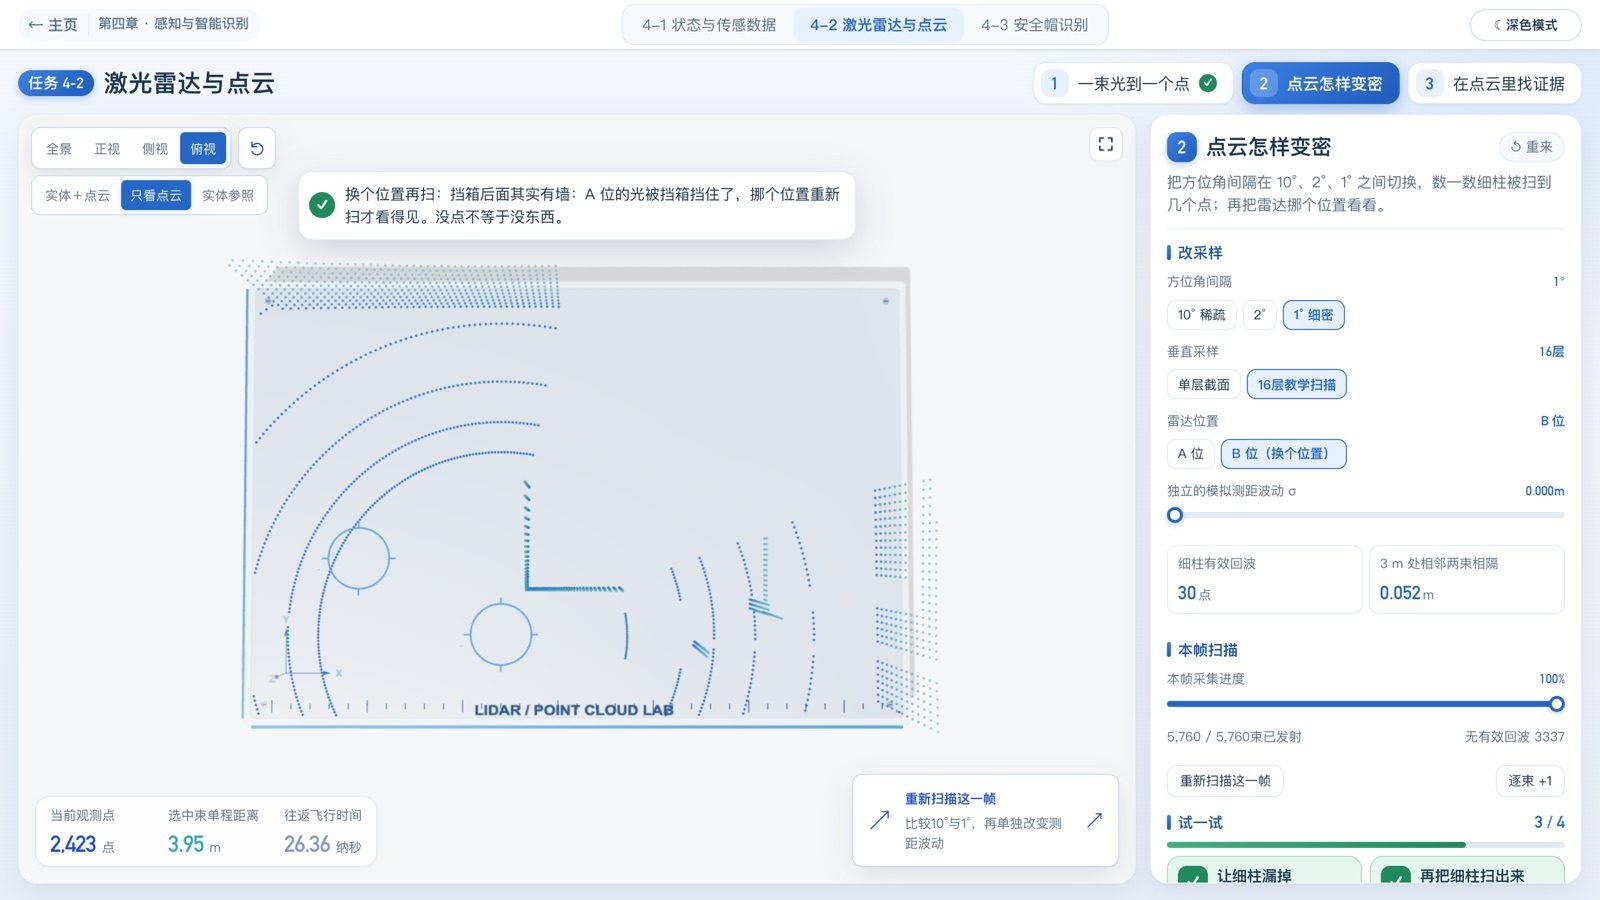 ← 主页
第四章 · 感知与智能识别
4-1 状态与传感数据
4-2 激光雷达与点云
4-3 安全帽识别
☾ 深色模式
任务 4-2
激光雷达与点云
1 一束光到一个点
2 点云怎样变密
3 在点云里找证据
全景 正视 侧视 俯视
实体+点云 只看点云 实体参照
换个位置再扫：挡箱后面其实有墙：A 位的光被挡箱挡住了，挪个位置重新
扫才看得见。没点不等于没东西。
Y
Z
X
LIDAR / POINT CLOUD LAB
当前观测点
2,423 点
选中束单程距离
3.95 m
往返飞行时间
26.36 纳秒
重新扫描这一帧
比较10°与1°，再单独改变测
距波动
2 点云怎样变密
重来
把方位角间隔在 10°、2°、1° 之间切换，数一数细柱被扫到
几个点；再把雷达挪个位置看看。
改采样
方位角间隔 1°
10° 稀疏 2° 1° 细密
垂直采样 16层
单层截面 16层教学扫描
雷达位置 B 位
A 位 B 位（换个位置）
独立的模拟测距波动 σ 0.000m
细柱有效回波
30 点
3 m 处相邻两束相隔
0.052 m
本帧扫描
本帧采集进度 100%
5,760 / 5,760束已发射 无有效回波 3337
重新扫描这一帧 逐束 +1
试一试 3 / 4
让细柱漏掉 再把细柱扫出来